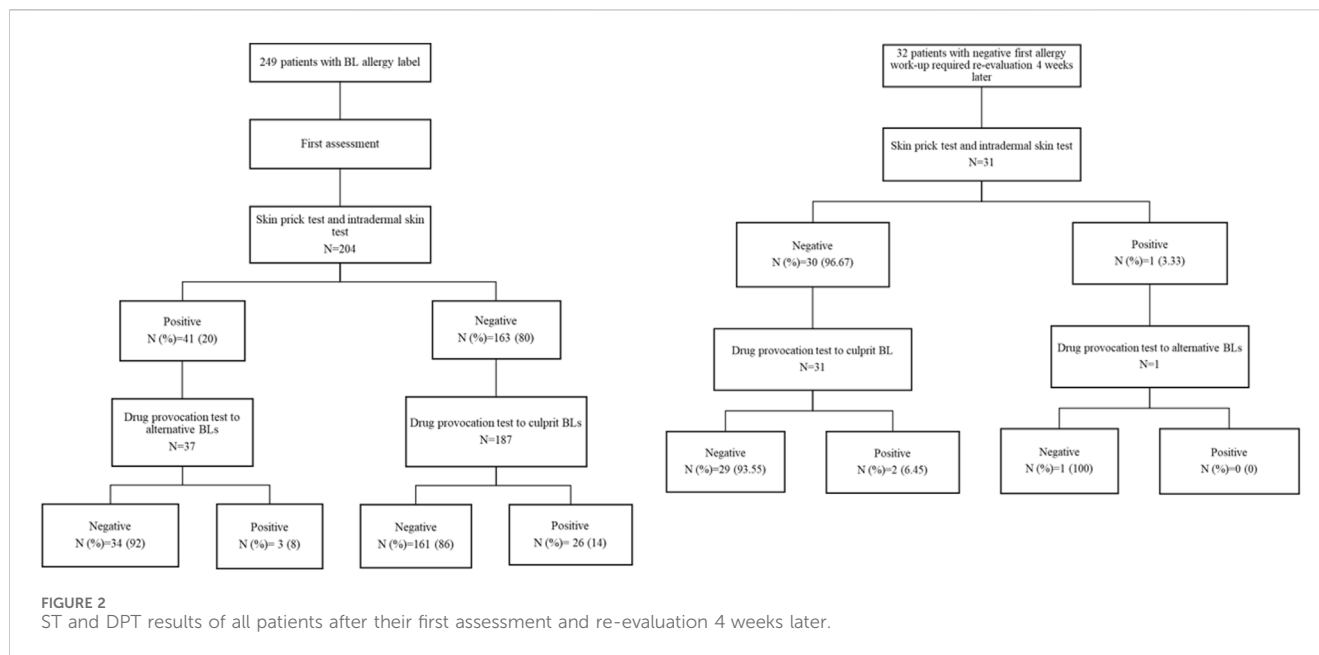 249 patients with BL allergy label
First assessment
Skin prick test and intradermal skin
test
N=204
Positive
N (%)=41 (20)
Negative
N (%)=163 (80)
Drug provocation test to
alternative BLs
N=37
Drug provocation test to culprit BLs
N=187
Negative
N (%)=34 (92)
Positive
N (%)= 3 (8)
Negative
N (%)=161 (86)
Positive
N (%)= 26 (14)
32 patients with negative first allergy
work-up required re-evaluation 4 weeks
later
Skin prick test and intradermal skin test
N=31
Negative
N (%)=30 (96.67)
Positive
N (%)=1 (3.33)
Drug provocation test to culprit BL
N=31
Drug provocation test to alternative BLs
N=1
Negative
N (%)=29 (93.55)
Positive
N (%)=2 (6.45)
Negative
N (%)=1 (100)
Positive
N (%)=0 (0)
FIGURE 2
ST and DPT results of all patients after their first assessment and re-evaluation 4 weeks later.